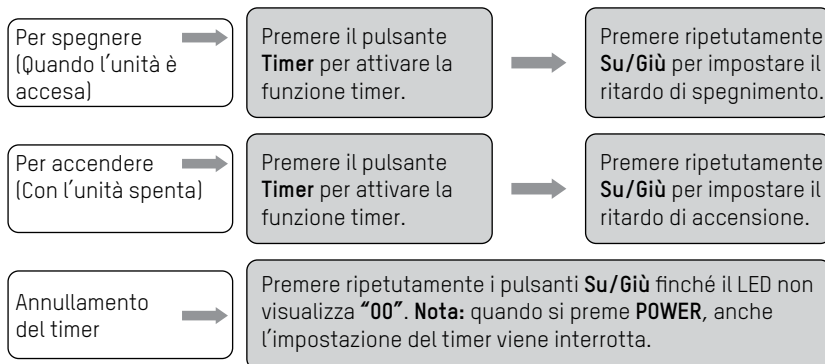 Per spegnere
(Quando l'unità è
accesa)
Premere il pulsante
Timer per attivare la
funzione timer.
Premere ripetutamente
Su/Giù per impostare il
ritardo di spegnimento.
Per accendere
(Con l'unità spenta)
Premere il pulsante
Timer per attivare la
funzione timer.
Premere ripetutamente
Su/Giù per impostare il
ritardo di accensione.
Annullamento
del timer
Premere ripetutamente i pulsanti Su/Giù finché il LED non
visualizza "00". Nota: quando si preme POWER, anche
l'impostazione del timer viene interrotta.